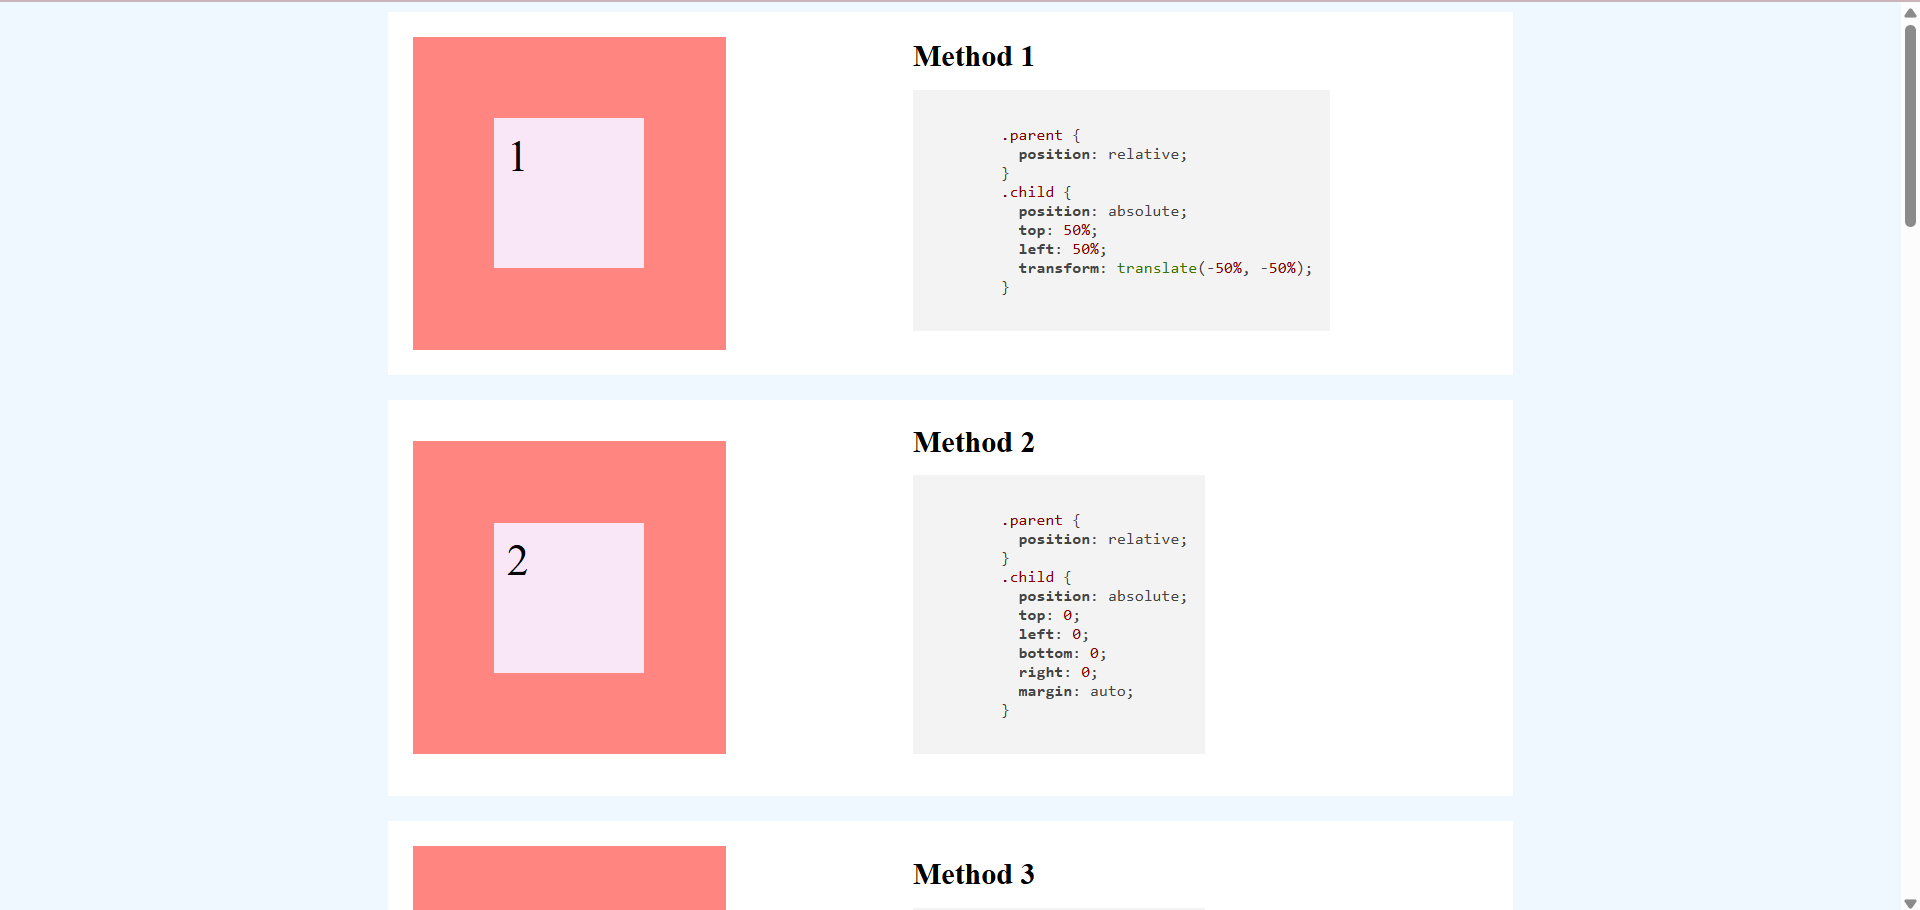 1
Method 1
.parent {
  position: relative;
}
.child {
  position: absolute;
  top: 50%;
  left: 50%;
  transform: translate(-50%, -50%);
}
2
Method 2
.parent {
  position: relative;
}
.child {
  position: absolute;
  top: 0;
  left: 0;
  bottom: 0;
  right: 0;
  margin: auto;
}
Method 3